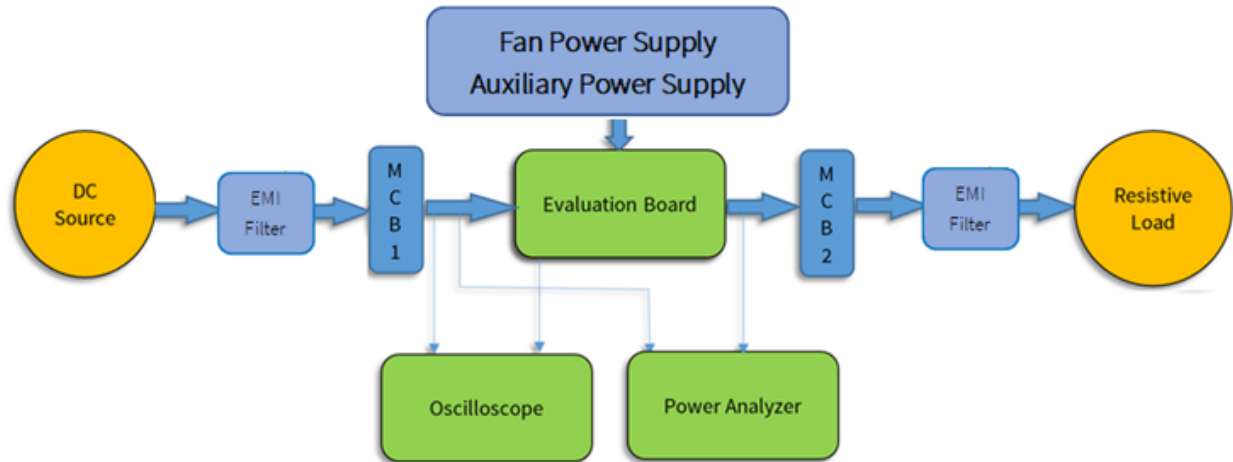 Fan Power Supply
Auxiliary Power Supply
DC
Source
EMI
Filter
M
C
B
1
Evaluation Board
M
C
B
2
EMI
Filter
Resistive
Load
Oscilloscope
Power Analyzer